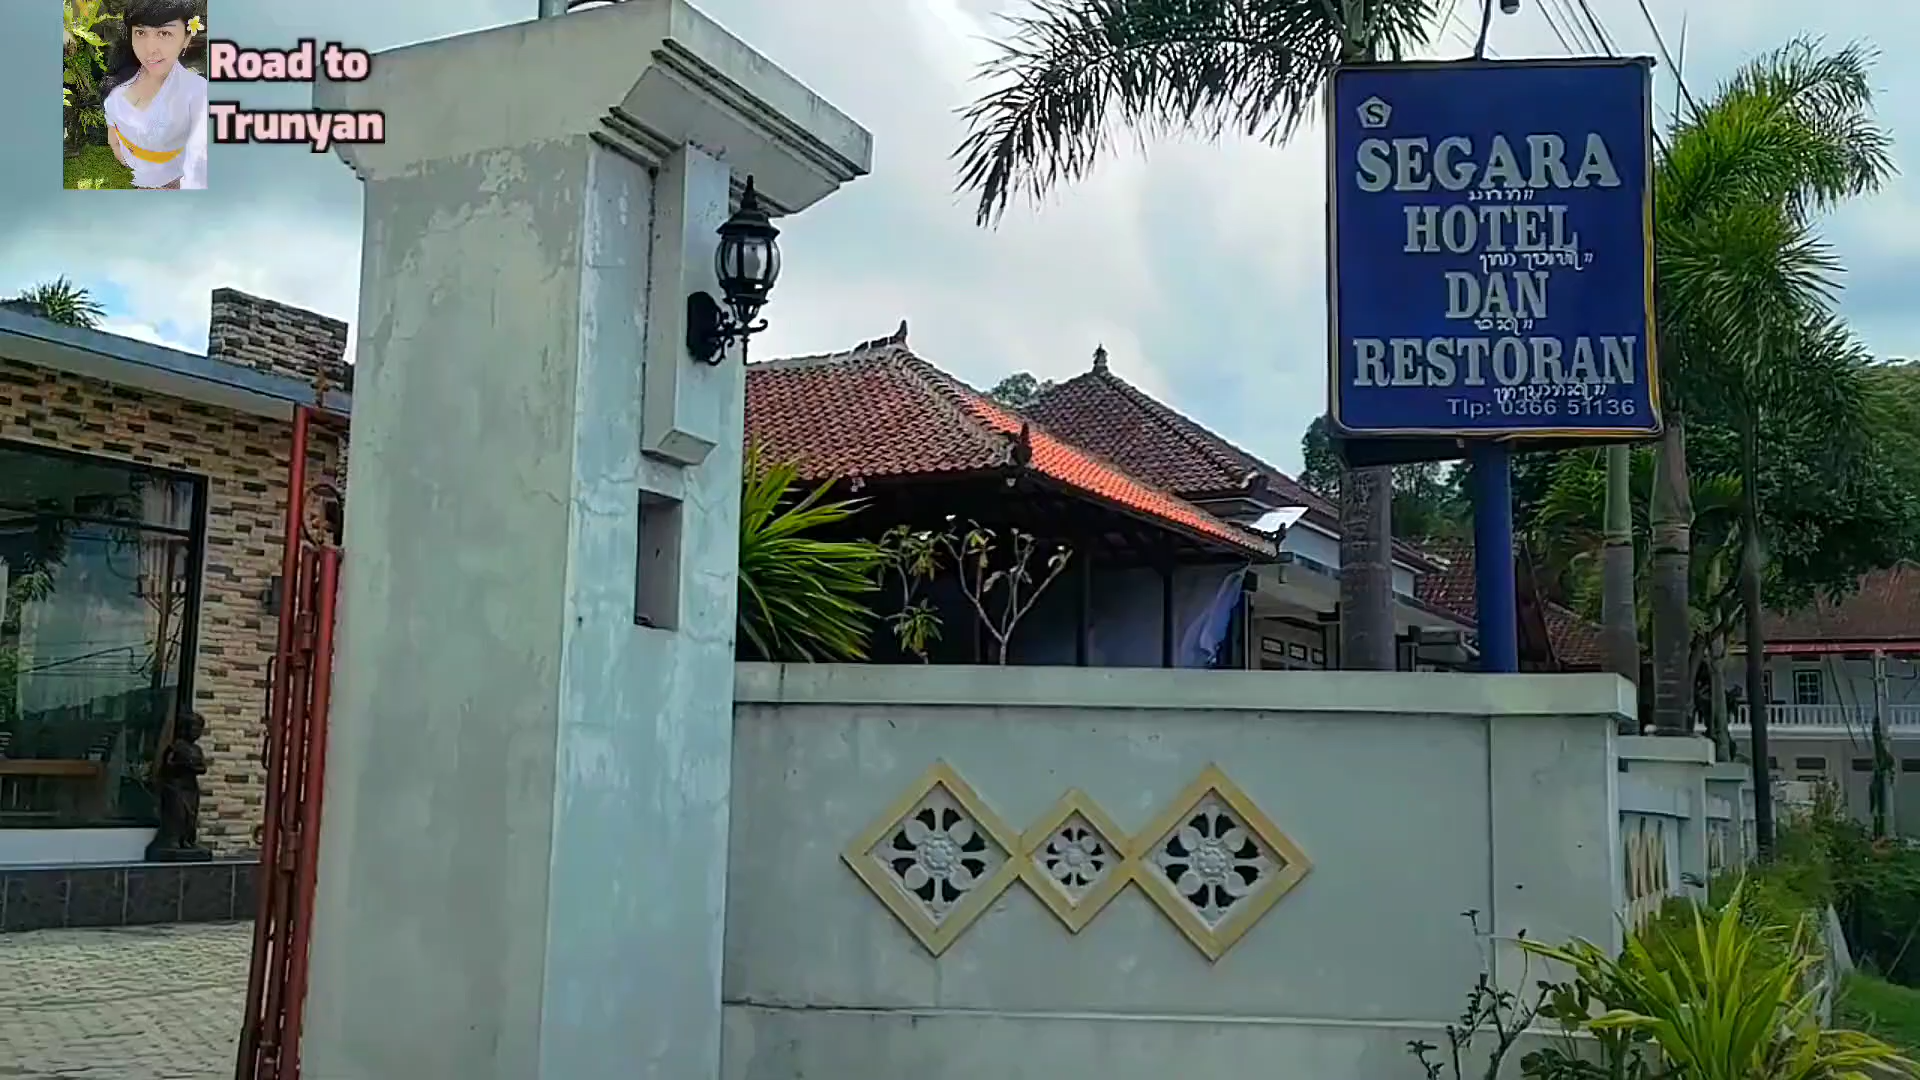 Road to
Trunyan
S
SEGARA
HOTEL
DAN
RESTORAN
Tlp: 0366 51136